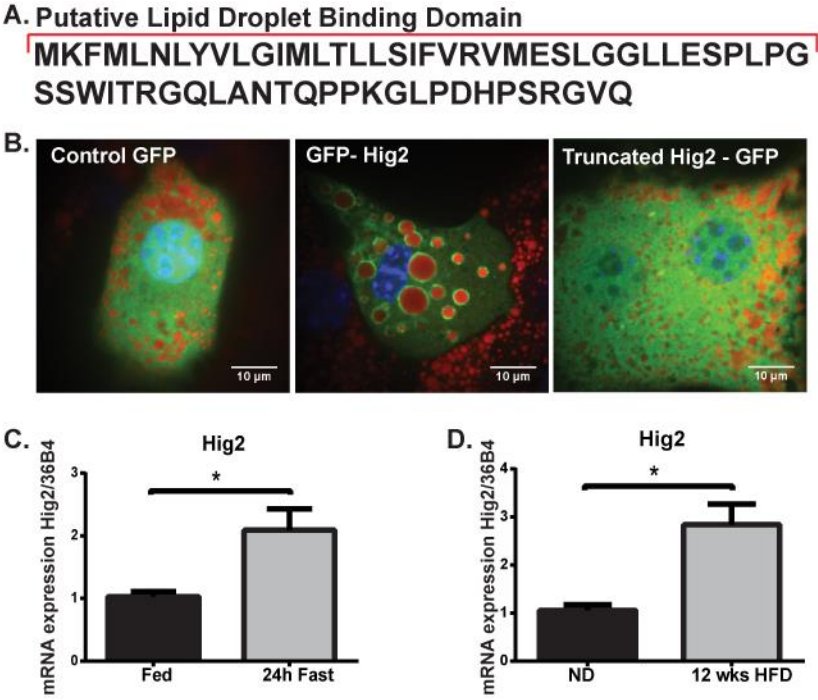 A. Putative Lipid Droplet Binding Domain
MKFMLNLYVLGIMLTLLSIFVRVMESLGGLLESPLPG
SSWITRGQLANTQPPKGLPDHPSRGVQ
B.
Control GFP
10 µm
GFP- Hig2
10 µm
Truncated Hig2 - GFP
10 µm
C.
Hig2
mRNA expression Hig2/36B4
3
2
1
0
*
Fed
24h Fast
D.
Hig2
mRNA expression Hig2/36B4
4
3
2
1
0
*
ND
12 wks HFD